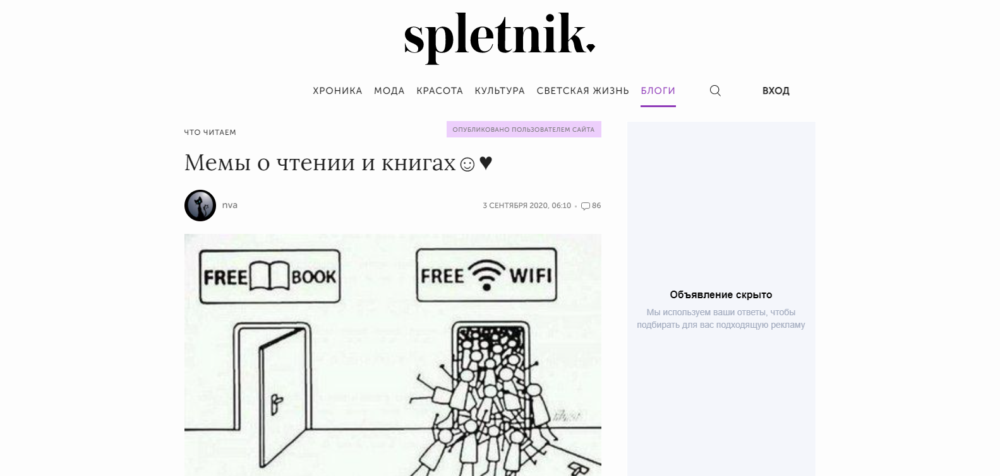 spletnik.
ХРОНИКА МОДА КРАСОТА КУЛЬТУРА СВЕТСКАЯ ЖИЗНЬ БЛОГИ ВХОД
ЧТО ЧИТАЕМ
ОПУБЛИКОВАНО ПОЛЬЗОВАТЕЛЕМ САЙТА
Мемы о чтении и книгах☺♥
nva
3 СЕНТЯБРЯ 2020, 06:10 • 86
FREE BOOK
FREE WIFI
Объявление скрыто
Мы используем ваши ответы, чтобы
подбирать для вас подходящую рекламу